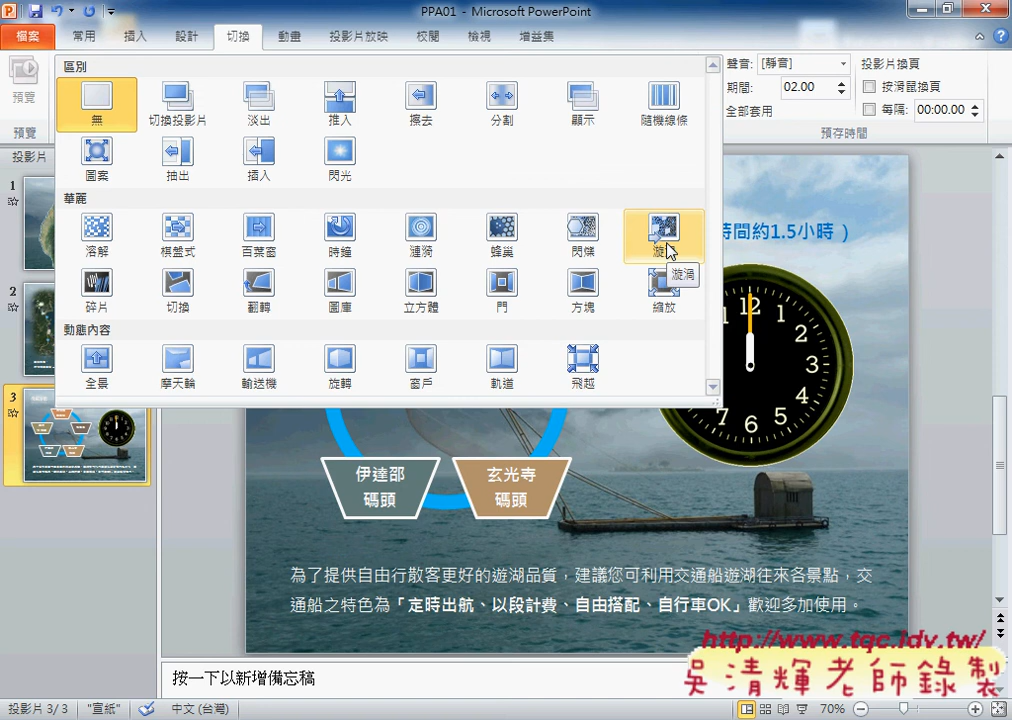 PPA01 - Microsoft PowerPoint
檔案 常用 插入 設計 切換 動畫 投影片放映 校閱 檢視 增益集
預覽
預覽
聲音: [靜音]
期間: 02.00
全部套用
投影片換頁
按滑鼠換頁
每隔: 00:00.00
預存時間
區別
無 切換投影片 淡出 推入 擦去 分割 顯示 隨機線條
圖案 抽出 插入 閃光
華麗
溶解 棋盤式 百葉窗 時鐘 漣漪 蜂巢 閃爍
漩渦
碎片 切換 翻轉 圖庫 立方體 門 方塊 縮放
動態內容
全景 摩天輪 輸送機 旋轉 窗戶 軌道 飛越
投影片
1
2
3
時間約1.5小時 )
12 1 2 3 4 5 6 7
伊達邵
碼頭
玄光寺
碼頭
為了提供自由行散客更好的遊湖品質，建議您可利用交通船遊湖往來各景點，交
通船之特色為「定時出航、以段計費、自由搭配、自行車OK」歡迎多加使用。
http://www.tqc.idv.tw/
吳清輝老師錄製
按一下以新增備忘稿
投影片 3/3 "宣紙" 中文 (台灣) 70%